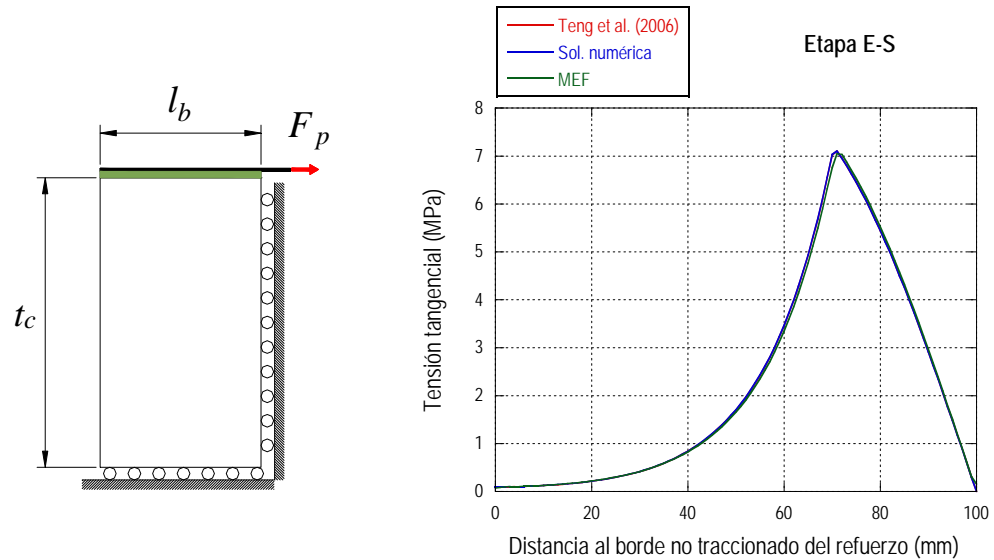 l_b
F_p
t_c
Teng et al. (2006)
Sol. numérica
MEF
Etapa E-S
Tensión tangencial (MPa)
8
7
6
5
4
3
2
1
0
0 20 40 60 80 100
Distancia al borde no traccionado del refuerzo (mm)